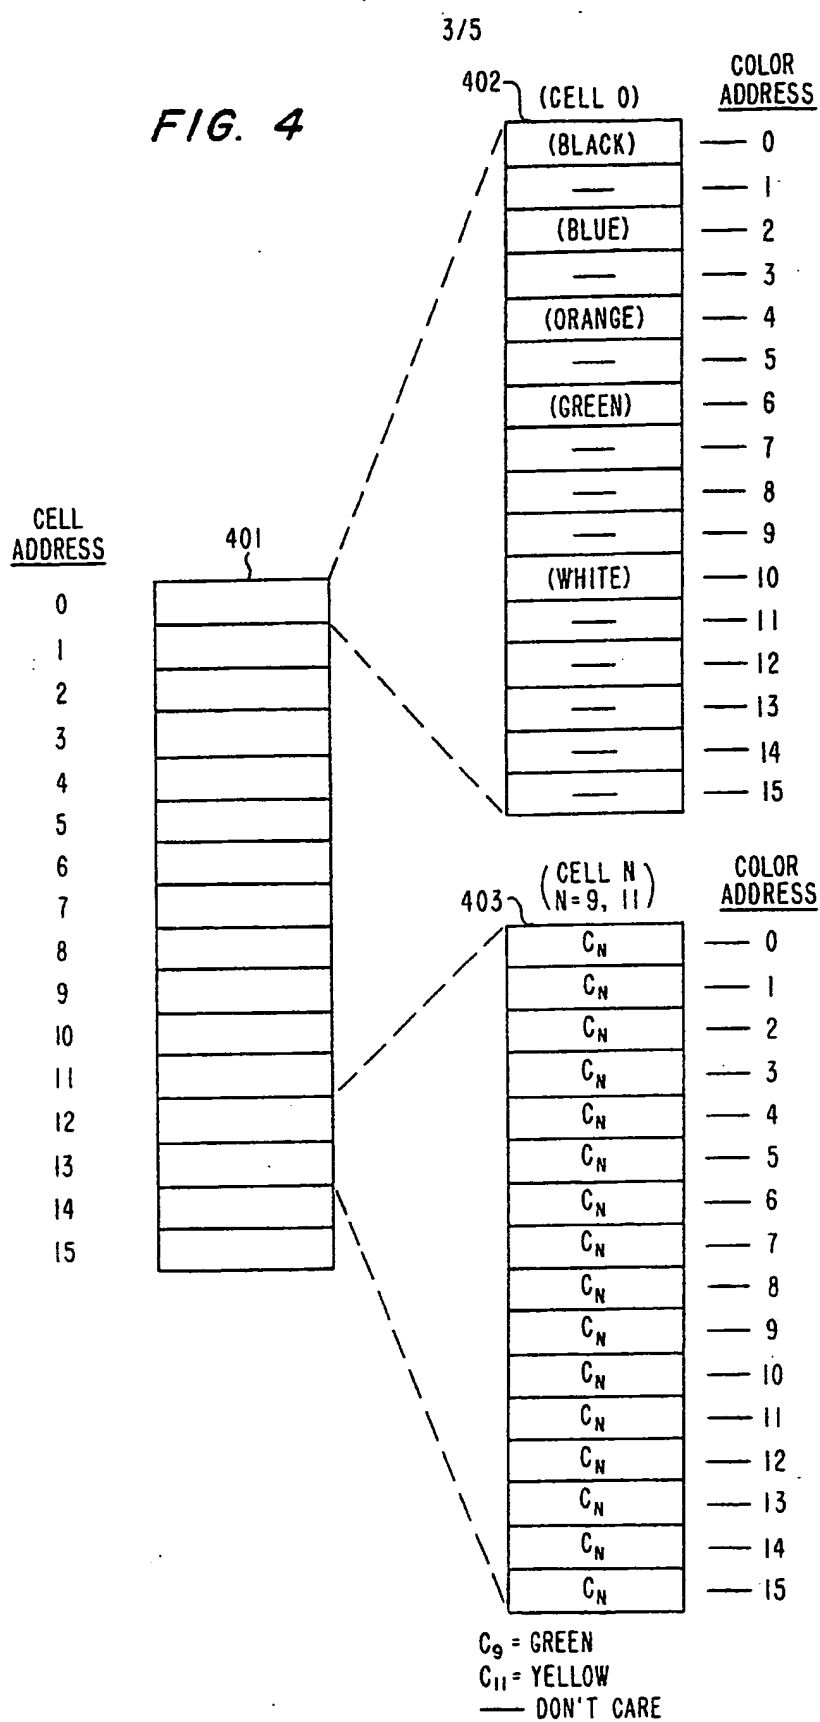 3/5
FIG. 4
402
(CELL 0)
COLOR
ADDRESS
(BLACK) — 0
— — 1
(BLUE) — 2
— — 3
(ORANGE) — 4
— — 5
(GREEN) — 6
— — 7
— — 8
— — 9
(WHITE) — 10
— — 11
— — 12
— — 13
— — 14
— — 15
CELL
ADDRESS
401
0
1
2
3
4
5
6
7
8
9
10
11
12
13
14
15
403
(CELL N
N=9, 11)
COLOR
ADDRESS
C_N — 0
C_N — 1
C_N — 2
C_N — 3
C_N — 4
C_N — 5
C_N — 6
C_N — 7
C_N — 8
C_N — 9
C_N — 10
C_N — 11
C_N — 12
C_N — 13
C_N — 14
C_N — 15
C₉ = GREEN
C₁₁ = YELLOW
— DON'T CARE